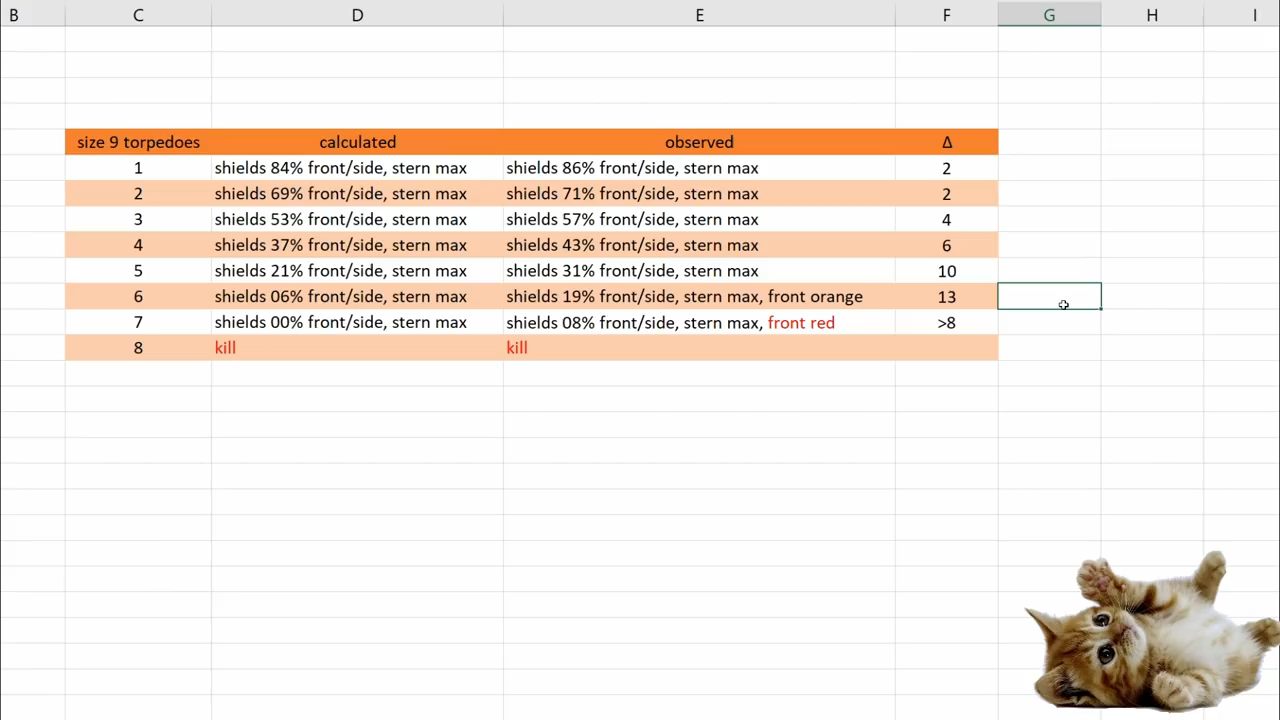 B C D E F G H I
size 9 torpedoes calculated observed Δ
1 shields 84% front/side, stern max shields 86% front/side, stern max 2
2 shields 69% front/side, stern max shields 71% front/side, stern max 2
3 shields 53% front/side, stern max shields 57% front/side, stern max 4
4 shields 37% front/side, stern max shields 43% front/side, stern max 6
5 shields 21% front/side, stern max shields 31% front/side, stern max 10
6 shields 06% front/side, stern max shields 19% front/side, stern max, front orange 13
7 shields 00% front/side, stern max shields 08% front/side, stern max, front red >8
8 kill kill